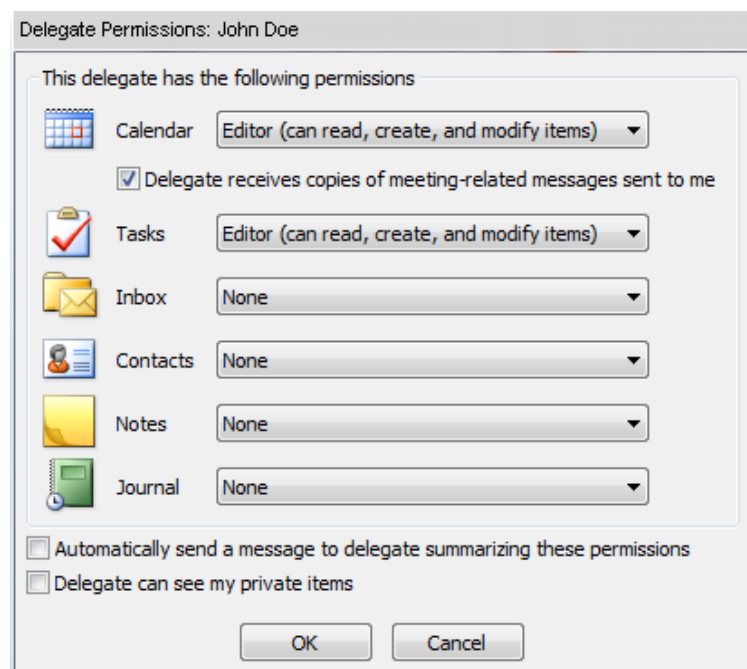 Delegate Permissions: John Doe
This delegate has the following permissions
Calendar Editor (can read, create, and modify items)
Delegate receives copies of meeting-related messages sent to me
Tasks Editor (can read, create, and modify items)
Inbox None
Contacts None
Notes None
Journal None
Automatically send a message to delegate summarizing these permissions
Delegate can see my private items
OK Cancel